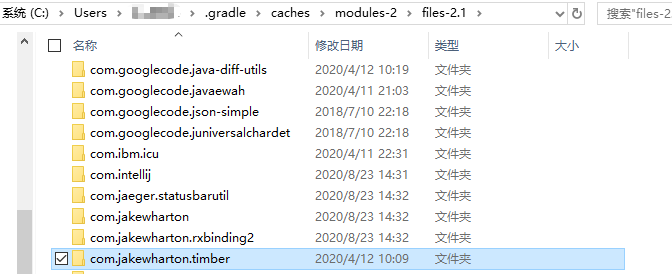 系统 (C:) > Users > > .gradle > caches > modules-2 > files-2.1 > 搜索"files-2
名称 修改日期 类型 大小
com.googlecode.java-diff-utils 2020/4/12 10:19 文件夹
com.googlecode.javaewah 2020/4/11 21:03 文件夹
com.googlecode.json-simple 2018/7/10 22:18 文件夹
com.googlecode.juniversalchardet 2018/7/10 22:18 文件夹
com.ibm.icu 2020/4/11 22:31 文件夹
com.intellij 2020/8/23 14:31 文件夹
com.jaeger.statusbarutil 2020/8/23 14:32 文件夹
com.jakewharton 2020/8/23 14:32 文件夹
com.jakewharton.rxbinding2 2020/8/23 14:32 文件夹
com.jakewharton.timber 2020/4/12 10:09 文件夹